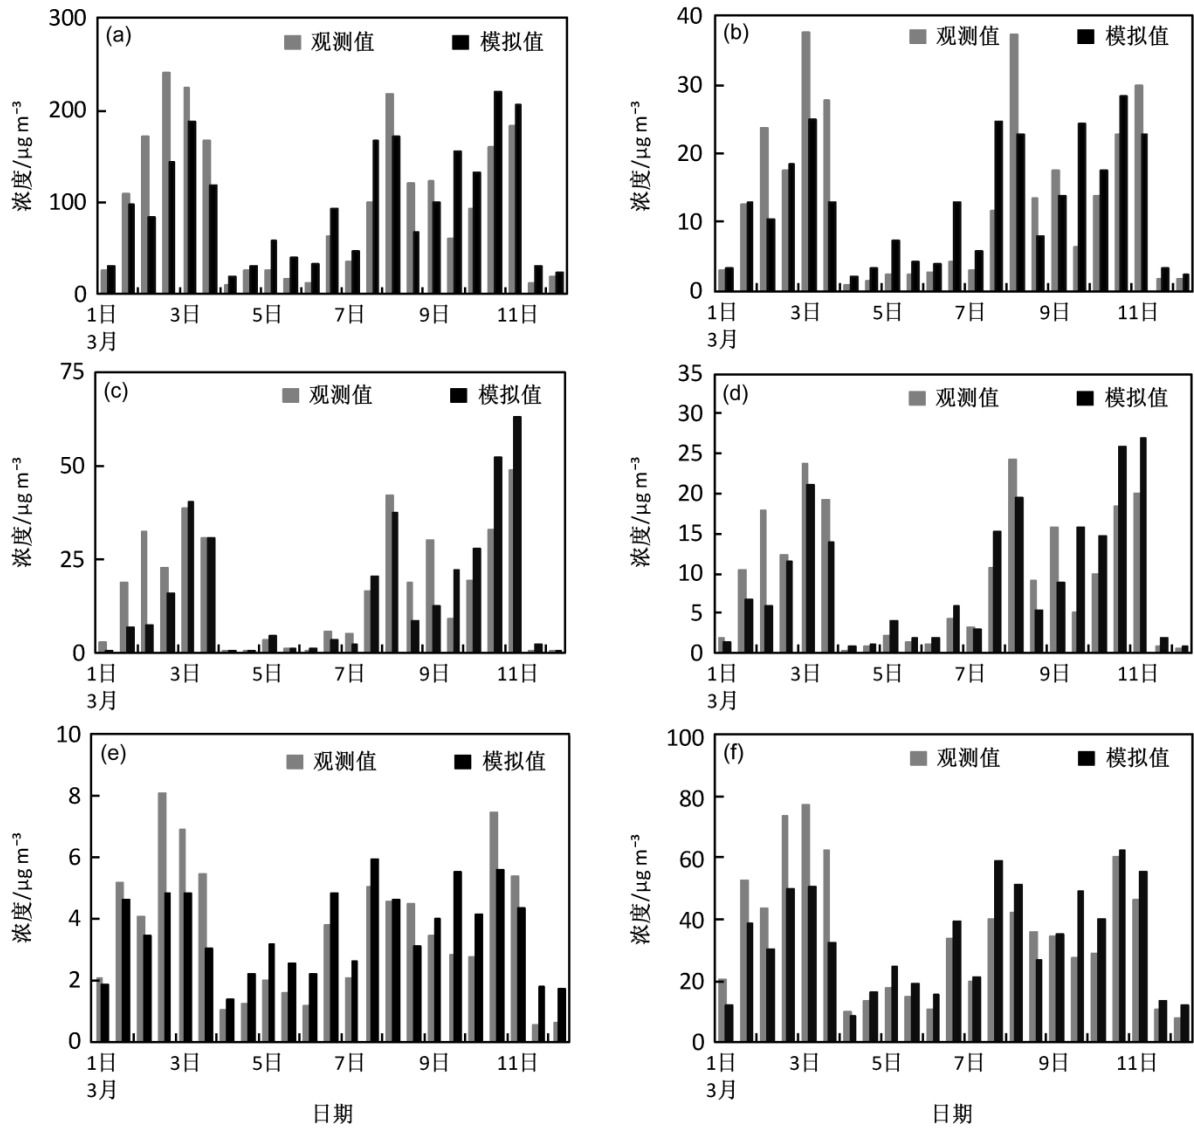 (a) 观测值 模拟值
300
200
100
0
浓度/μg m⁻³
1日 3日 5日 7日 9日 11日
3月
(b) 观测值 模拟值
40
30
20
10
0
浓度/μg m⁻³
1日 3日 5日 7日 9日 11日
3月
(c) 观测值 模拟值
75
50
25
0
浓度/μg m⁻³
1日 3日 5日 7日 9日 11日
3月
(d) 观测值 模拟值
35
30
25
20
15
10
5
0
浓度/μg m⁻³
1日 3日 5日 7日 9日 11日
3月
(e) 观测值 模拟值
10
8
6
4
2
0
浓度/μg m⁻³
1日 3日 5日 7日 9日 11日
3月
日期
(f) 观测值 模拟值
100
80
60
40
20
0
浓度/μg m⁻³
1日 3日 5日 7日 9日 11日
3月
日期